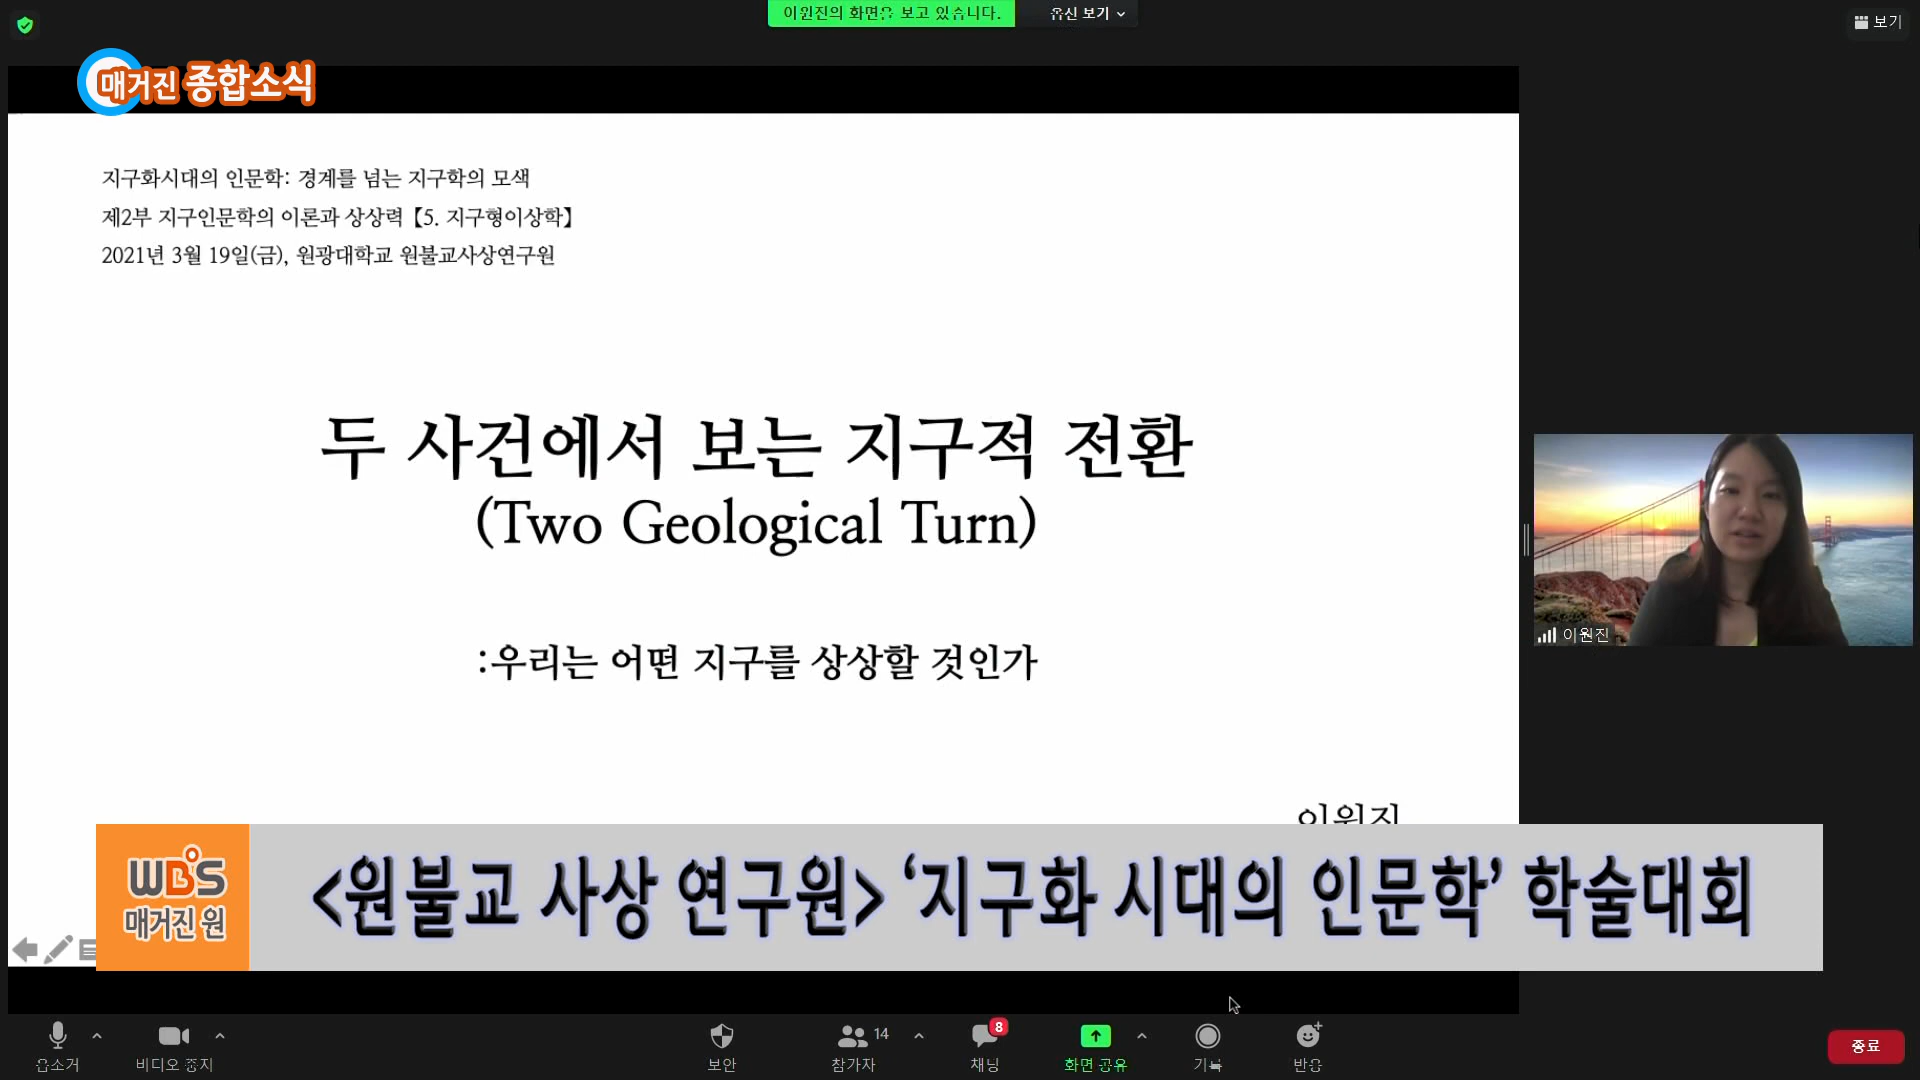 이원진의 화면을 보고 있습니다.
옵션 보기
보기
매거진 종합소식
지구화시대의 인문학: 경계를 넘는 지구학의 모색
제2부 지구인문학의 이론과 상상력【5. 지구형이상학】
2021년 3월 19일(금), 원광대학교 원불교사상연구원
두 사건에서 보는 지구적 전환
(Two Geological Turn)
:우리는 어떤 지구를 상상할 것인가
이원진
이원진
WBS
매거진 원
<원불교 사상 연구원> ‘지구화 시대의 인문학’ 학술대회
음소거
비디오 중지
보안
14
참가자
8
채팅
화면 공유
기록
반응
종료